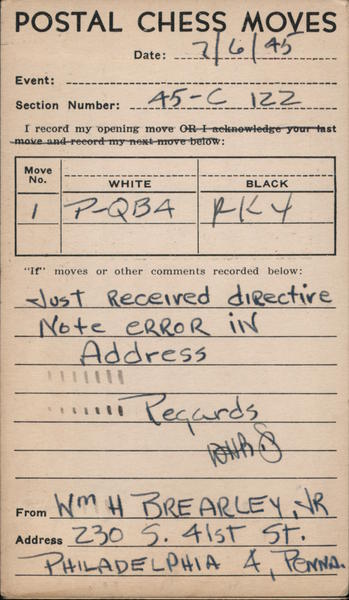 POSTAL CHESS MOVES
Date: 7/6/45
Event:
Section Number: 45-C 122
I record my opening move OR I acknowledge your last
move and record my next move below:
Move No. WHITE BLACK
1 P-QB4 P-K4
"If" moves or other comments recorded below:
Just Received directive
Note ERROR IN
Address
Regards
From Wm H BREARLEY, JR
Address 230 S. 41st St.
PHILADELPHIA 4, PENNA.